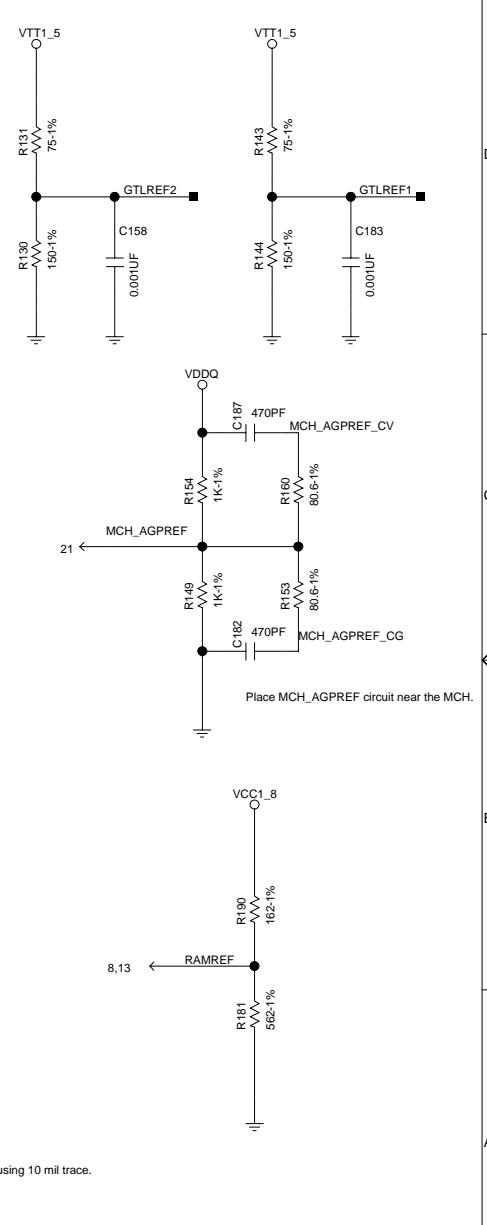 VTT1_5
VTT1_5
R131
75-1%
R143
75-1%
GTLREF2
GTLREF1
R130
150-1%
C158
0.001UF
R144
150-1%
C183
0.001UF
VDDQ
C187
470PF
MCH_AGPREF_CV
R154
1K-1%
R160
80.6-1%
MCH_AGPREF
21
R149
1K-1%
R153
80.6-1%
C182
470PF
MCH_AGPREF_CG
Place MCH_AGPREF circuit near the MCH.
VCC1_8
R190
162-1%
RAMREF
8,13
R181
562-1%
using 10 mil trace.